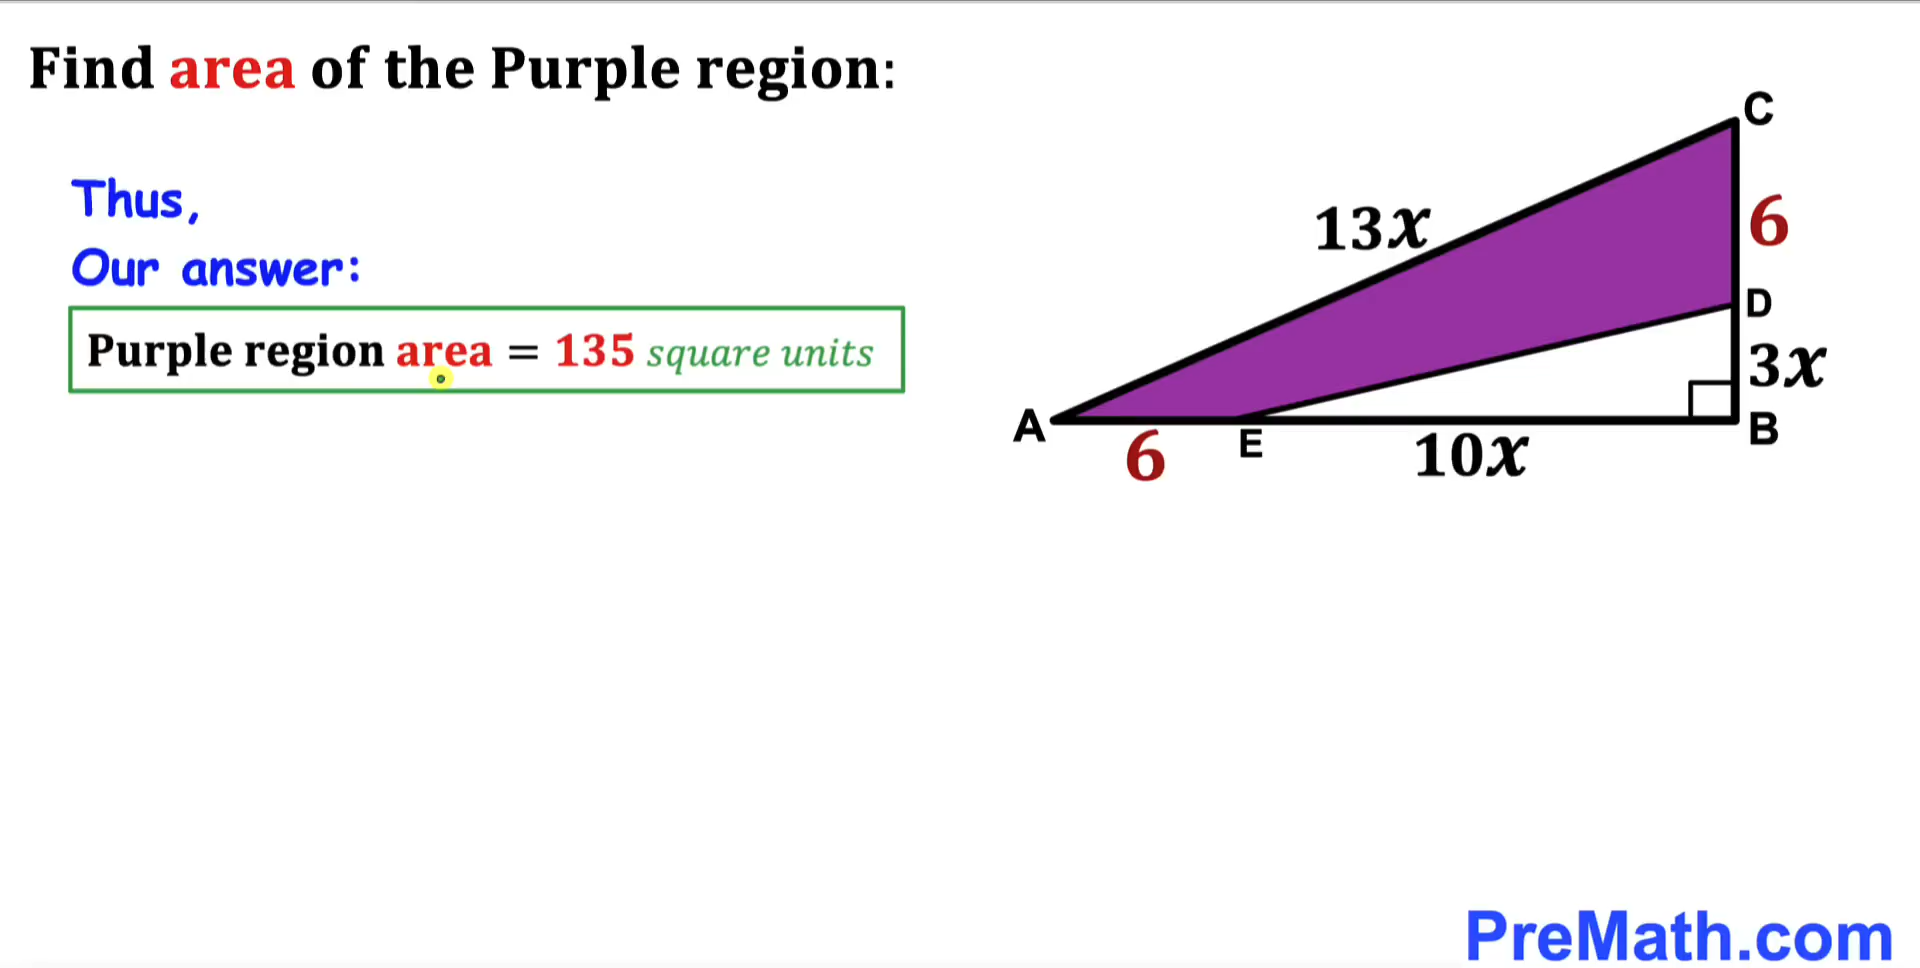 Find area of the Purple region:
Thus,
Our answer:
Purple region area = 135 square units
C
13x
6
D
3x
A
B
6
E
10x
PreMath.com